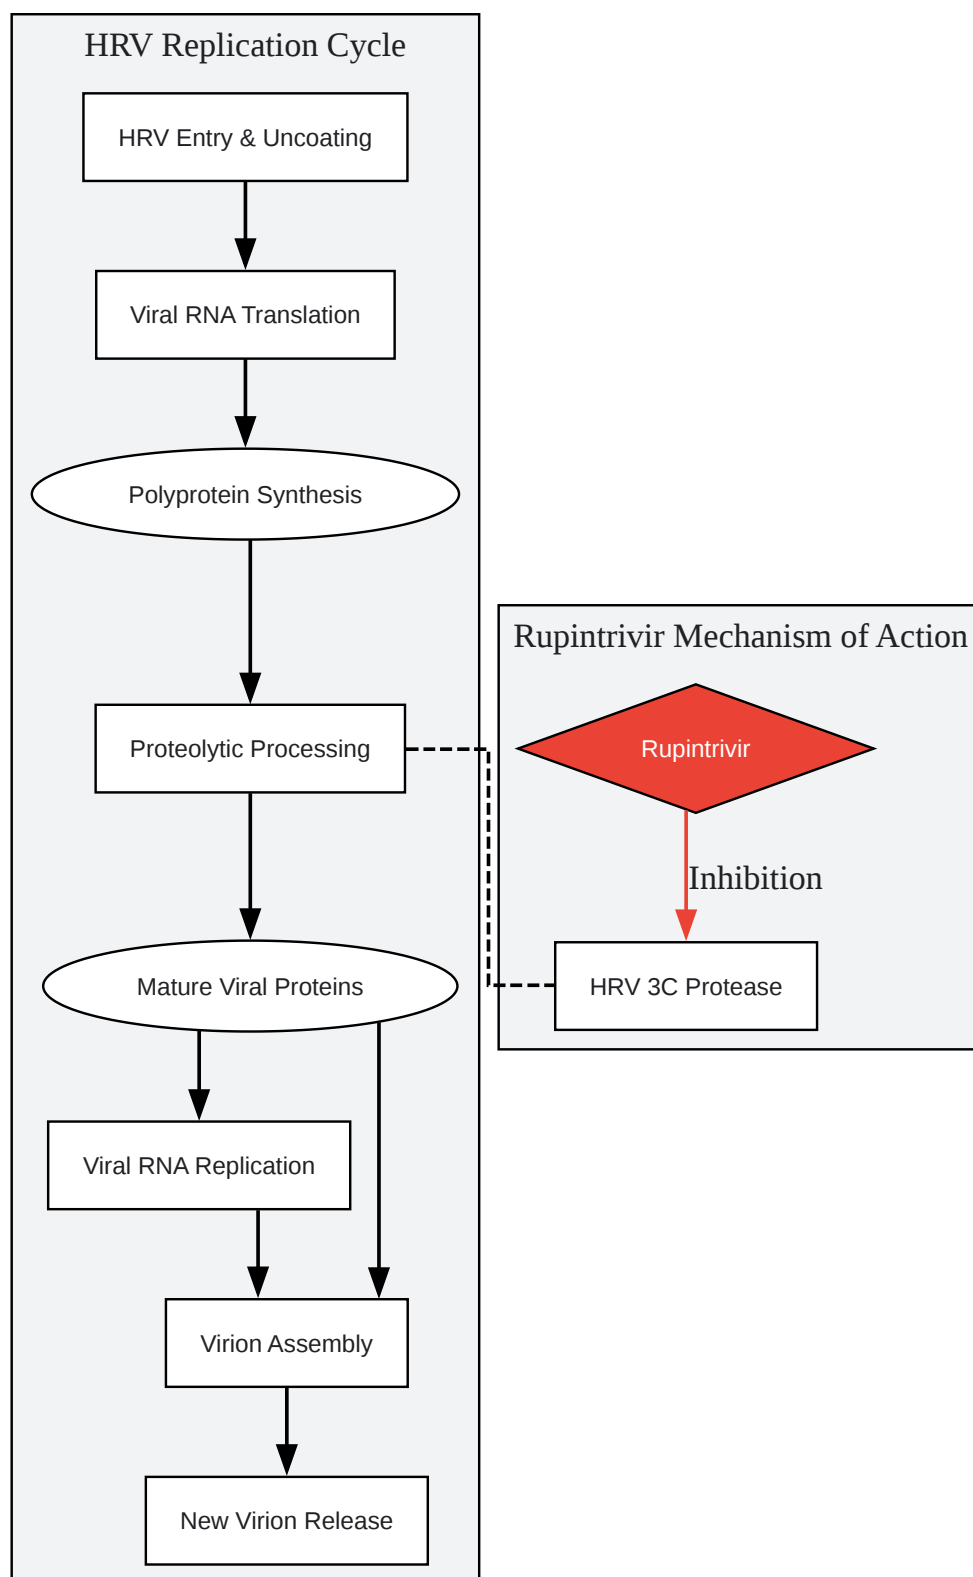 HRV Replication Cycle
HRV Entry & Uncoating
Viral RNA Translation
Polyprotein Synthesis
Proteolytic Processing
Mature Viral Proteins
Viral RNA Replication
Virion Assembly
New Virion Release
Rupintrivir Mechanism of Action
Rupintrivir
Inhibition
HRV 3C Protease